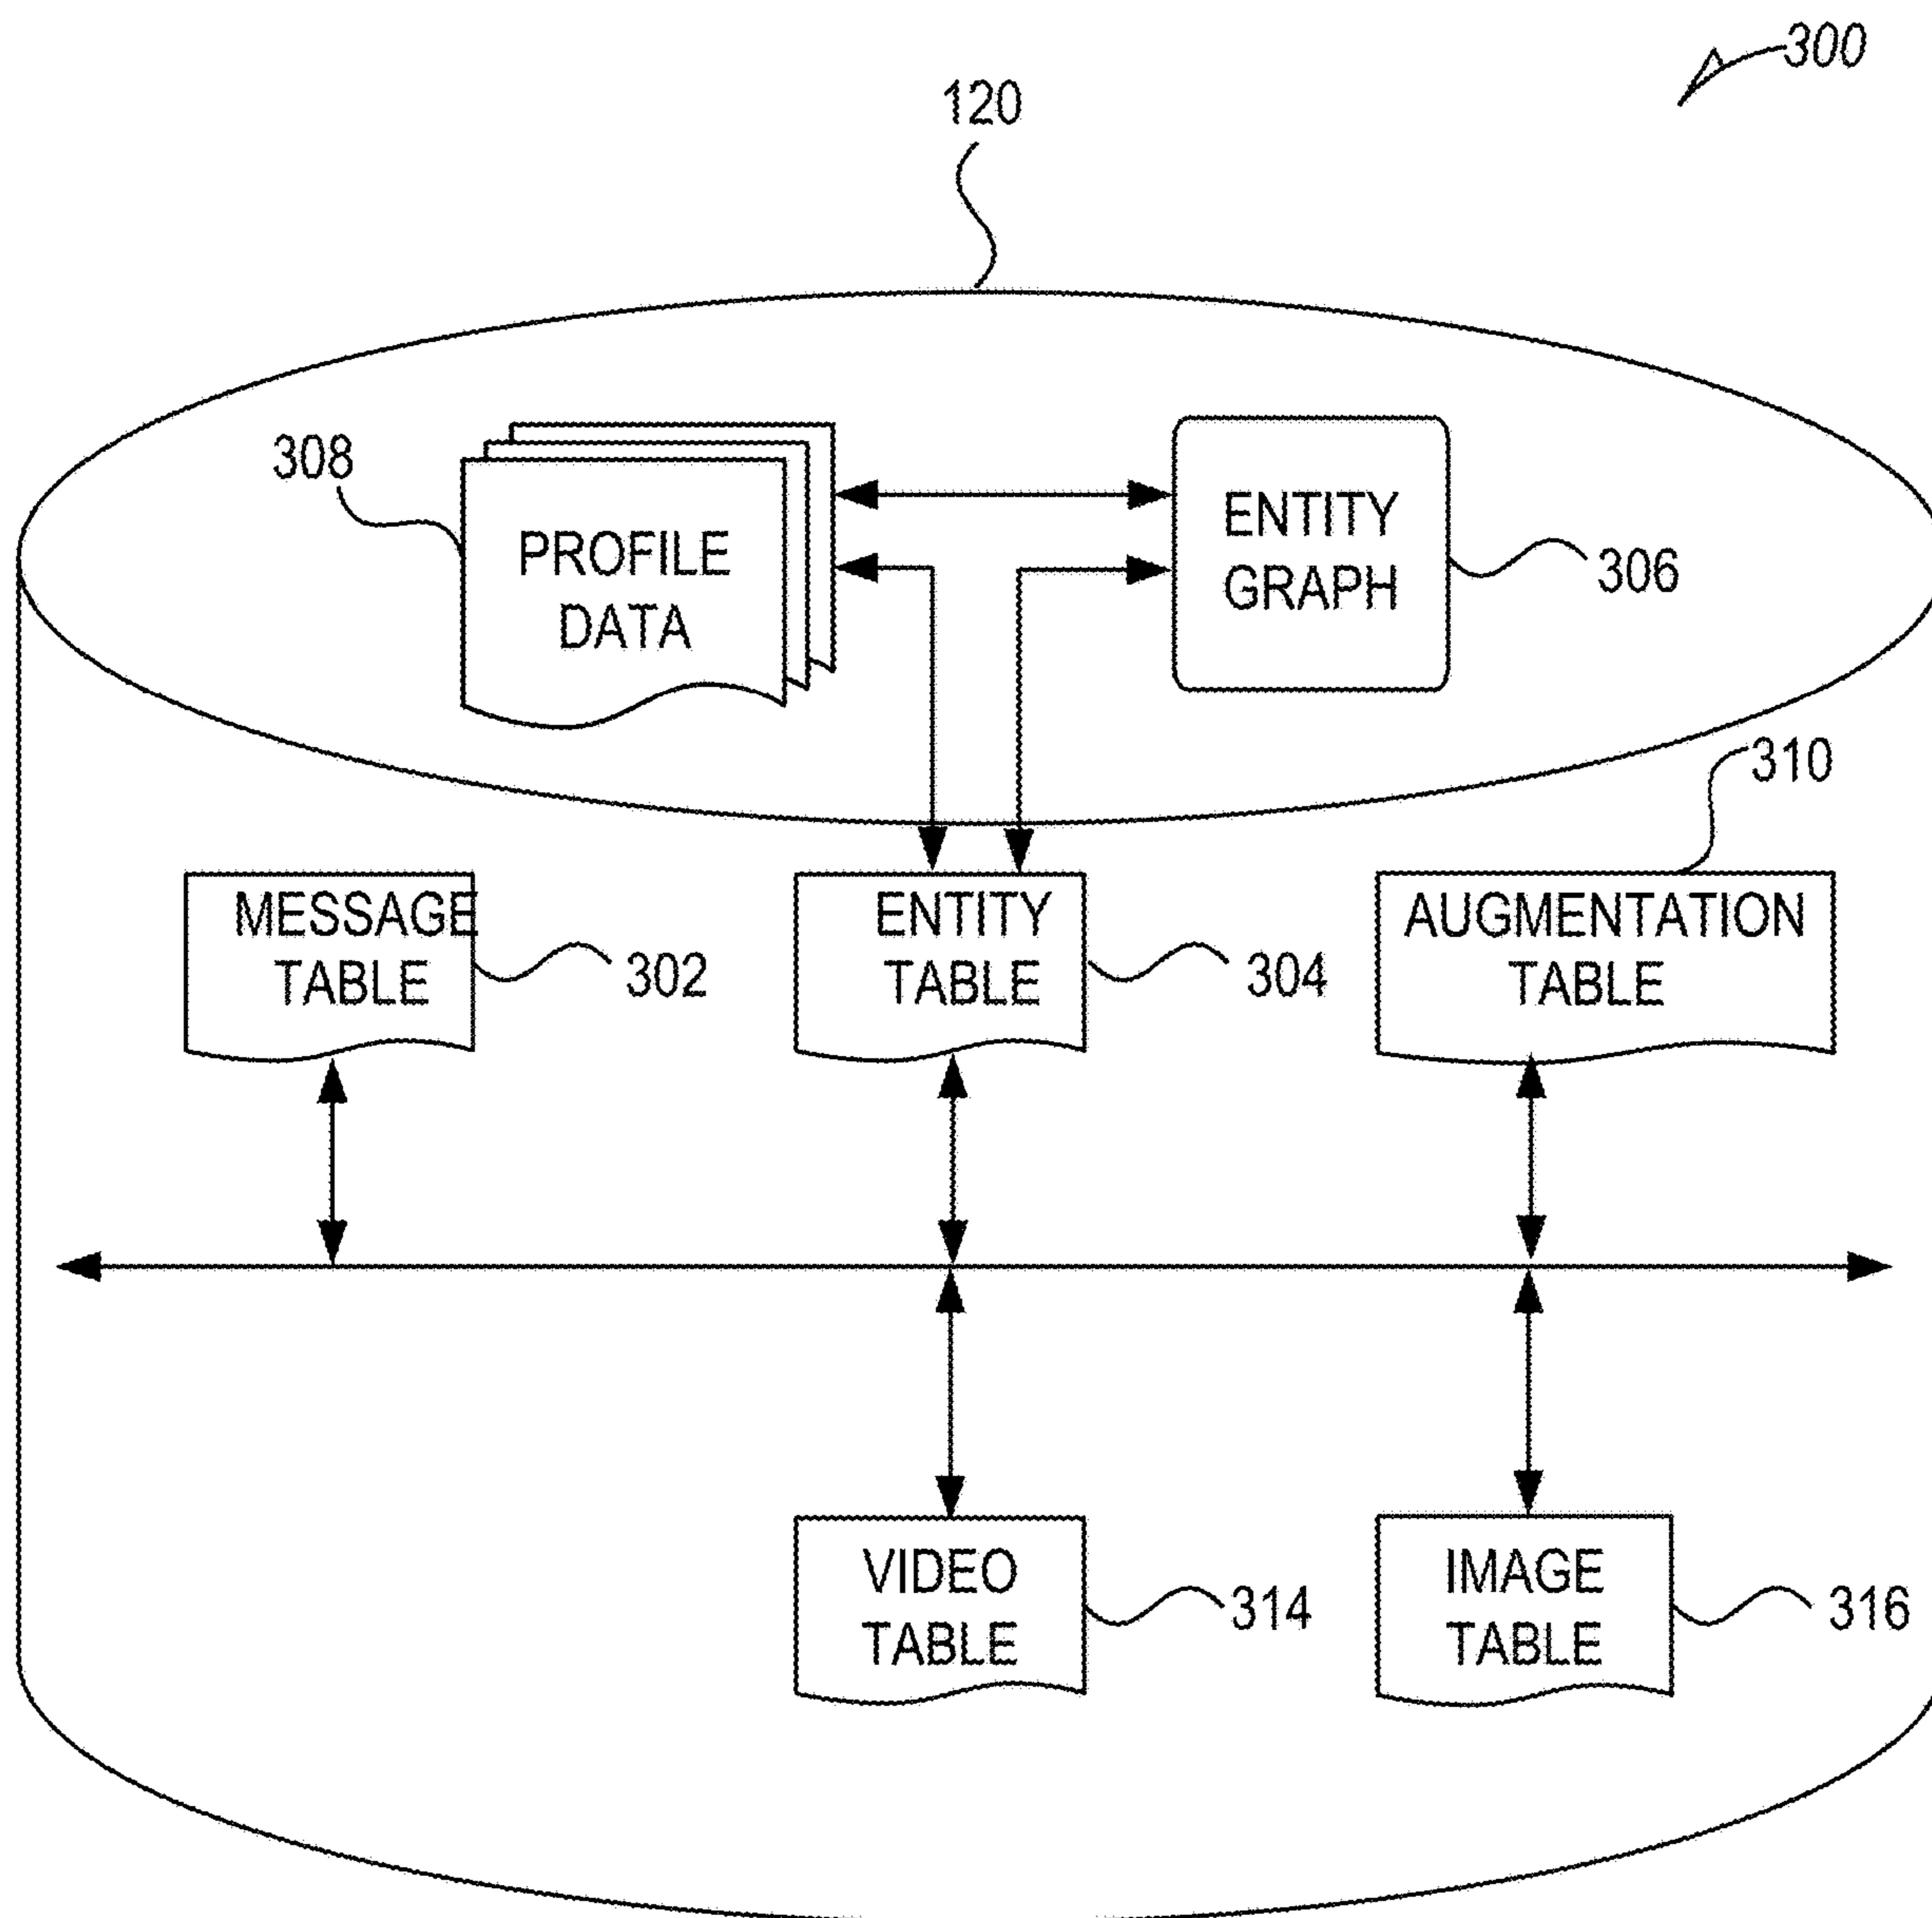 300
120
308
PROFILE
DATA
ENTITY
GRAPH
306
310
MESSAGE
TABLE
302
ENTITY
TABLE
304
AUGMENTATION
TABLE
VIDEO
TABLE
314
IMAGE
TABLE
316